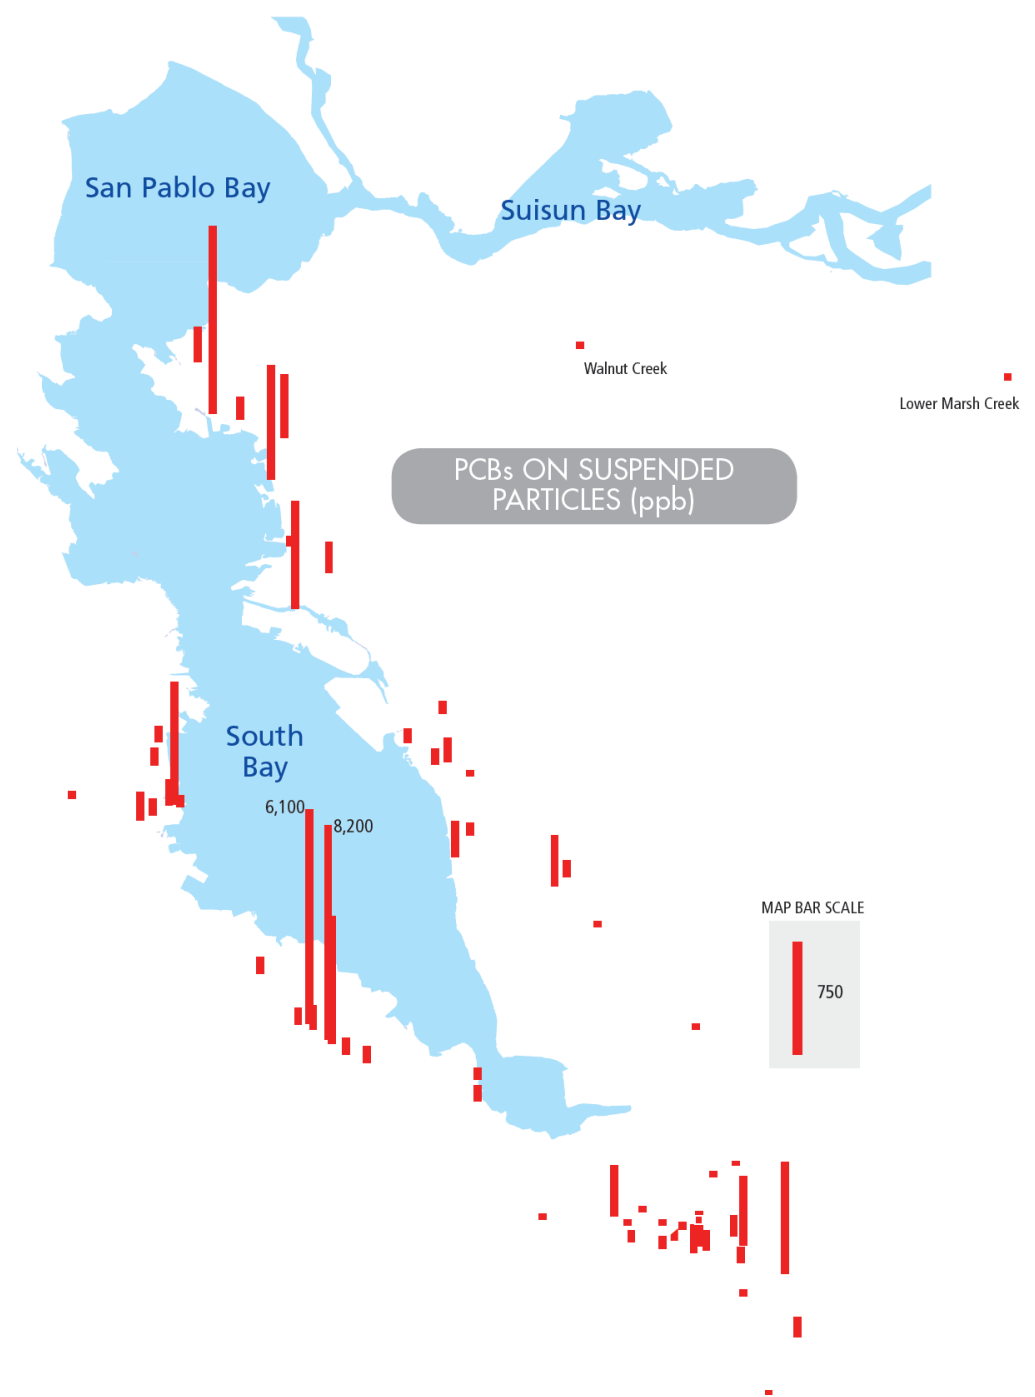 San Pablo Bay
Suisun Bay
Walnut Creek
Lower Marsh Creek
PCBs ON SUSPENDED
PARTICLES (ppb)
South
Bay
6,100
8,200
MAP BAR SCALE
750